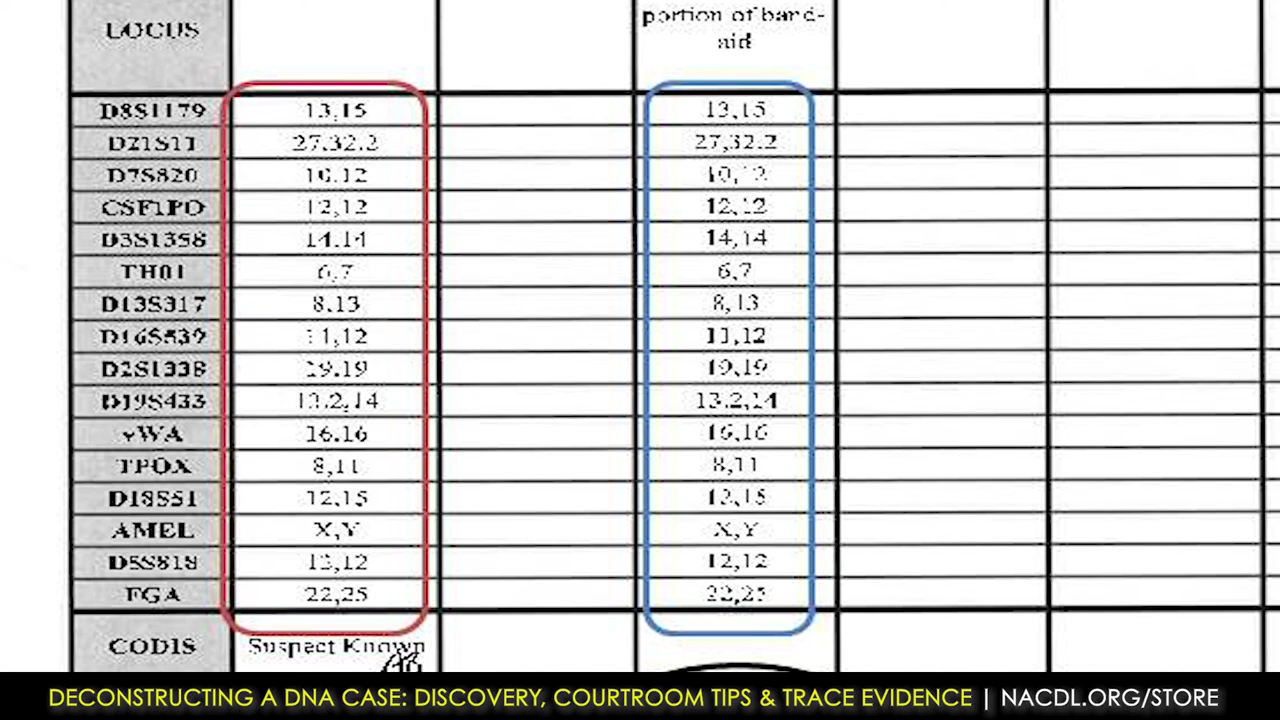 portion of band-
LOCUS aid
D8S1179 13,15 13,15
D21S11 27,32.2 27,32.2
D7S820 10,12 10,12
CSF1PO 12,12 12,12
D3S1358 14,14 14,14
TH01 6,7 6,7
D13S317 8,13 8,13
D16S539 11,12 11,12
D2S1338 19,19 19,19
D19S433 13.2,14 13.2,14
vWA 16,16 16,16
TPOX 8,11 8,11
D18S51 12,15 12,15
AMEL X,Y X,Y
D5S818 12,12 12,12
FGA 22,25 22,25
CODIS Suspect Known
DECONSTRUCTING A DNA CASE: DISCOVERY, COURTROOM TIPS & TRACE EVIDENCE | NACDL.ORG/STORE